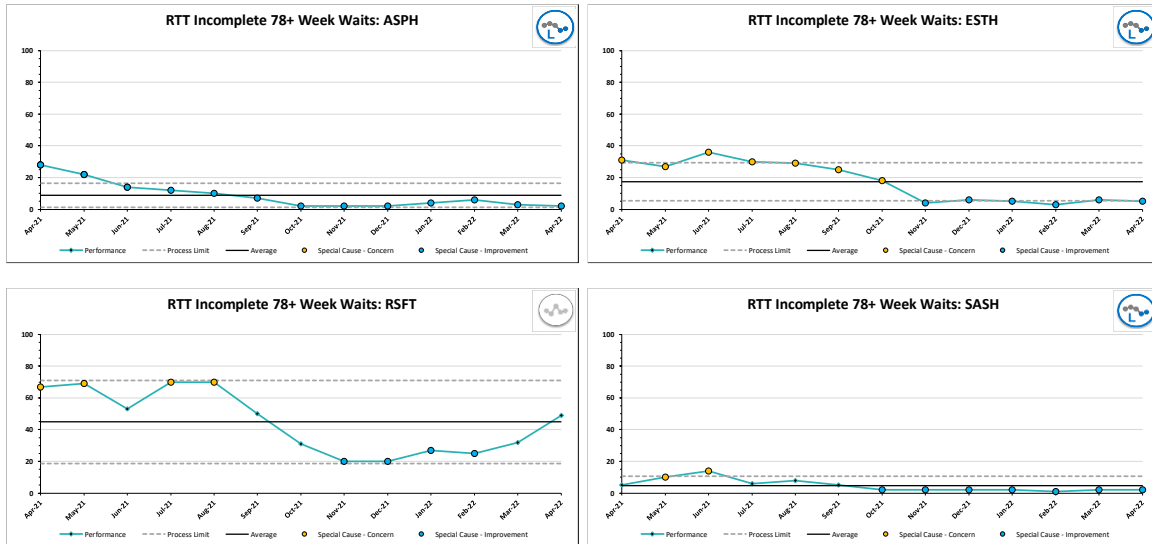 RTT Incomplete 78+ Week Waits: ASPH
L
100
80
60
40
20
0
Apr-21 May-21 Jun-21 Jul-21 Aug-21 Sep-21 Oct-21 Nov-21 Dec-21 Jan-22 Feb-22 Mar-22 Apr-22
Performance Process Limit Average Special Cause - Concern Special Cause - Improvement
RTT Incomplete 78+ Week Waits: ESTH
L
100
80
60
40
20
0
Apr-21 May-21 Jun-21 Jul-21 Aug-21 Sep-21 Oct-21 Nov-21 Dec-21 Jan-22 Feb-22 Mar-22 Apr-22
Performance Process Limit Average Special Cause - Concern Special Cause - Improvement
RTT Incomplete 78+ Week Waits: RSFT
100
80
60
40
20
0
Apr-21 May-21 Jun-21 Jul-21 Aug-21 Sep-21 Oct-21 Nov-21 Dec-21 Jan-22 Feb-22 Mar-22 Apr-22
Performance Process Limit Average Special Cause - Concern Special Cause - Improvement
RTT Incomplete 78+ Week Waits: SASH
L
100
80
60
40
20
0
Apr-21 May-21 Jun-21 Jul-21 Aug-21 Sep-21 Oct-21 Nov-21 Dec-21 Jan-22 Feb-22 Mar-22 Apr-22
Performance Process Limit Average Special Cause - Concern Special Cause - Improvement